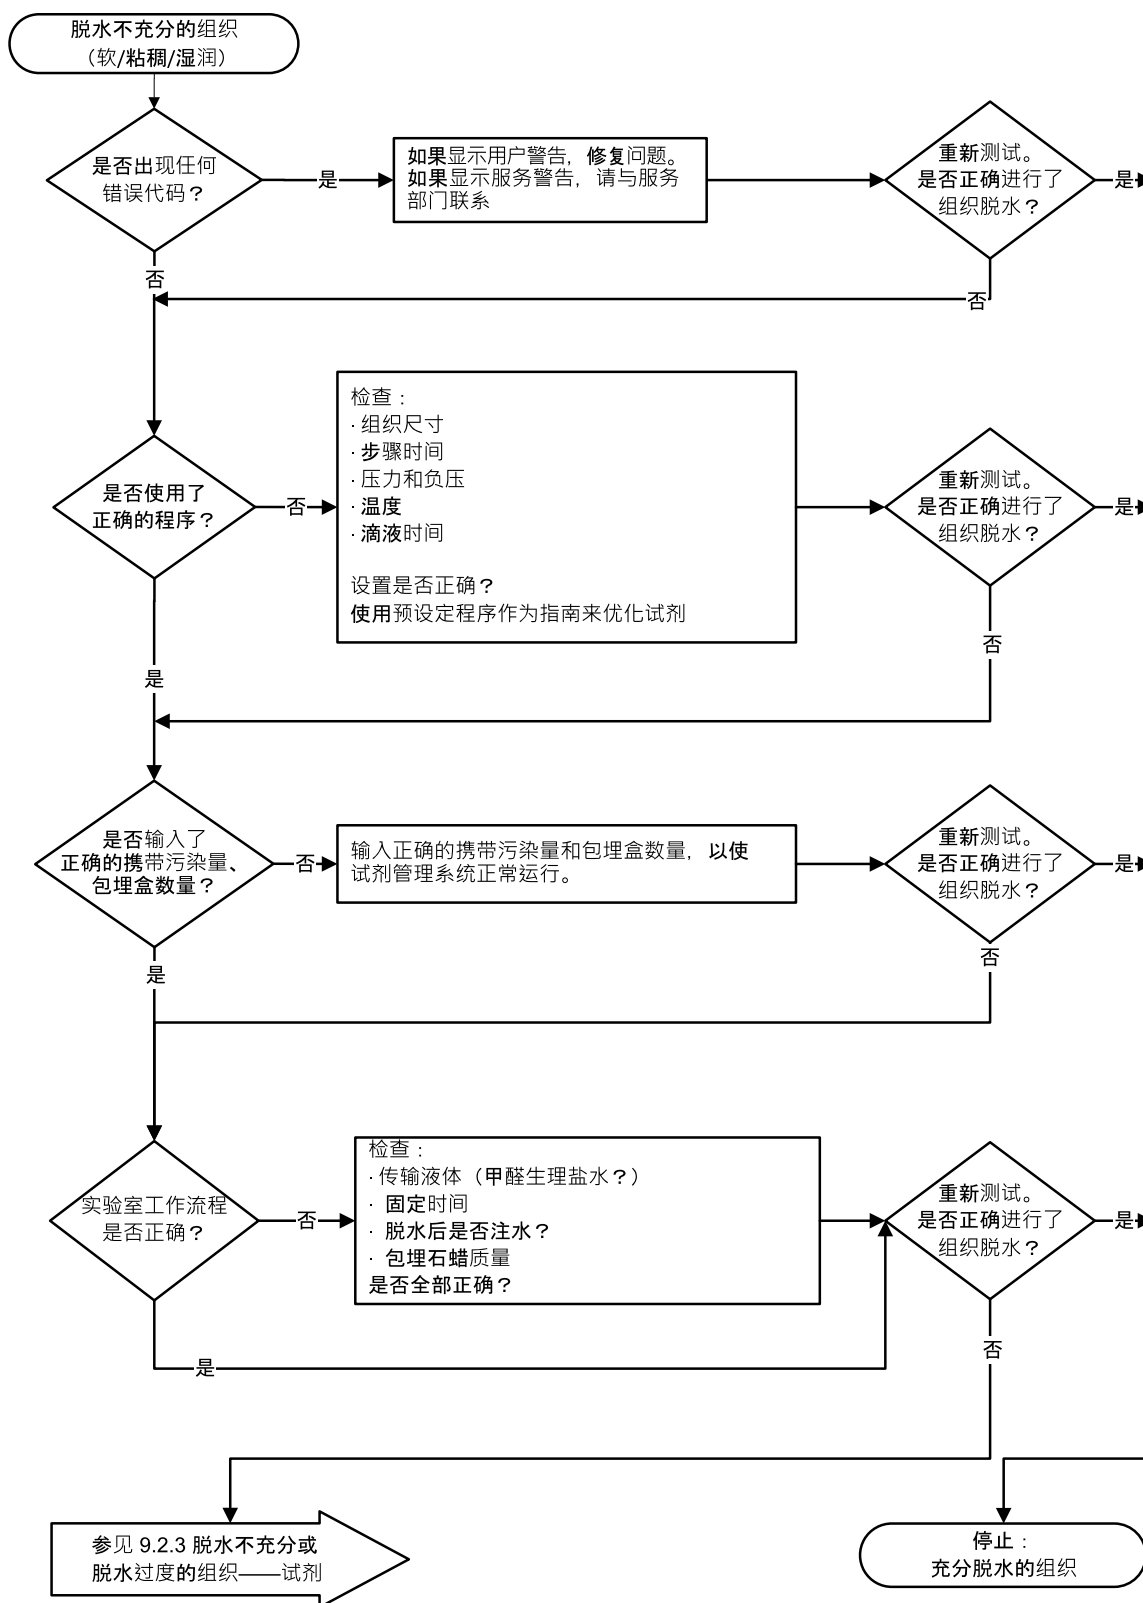 脱水不充分的组织
（软/粘稠/湿润）
是否出现任何
错误代码？
是
如果显示用户警告，修复问题。
如果显示服务警告，请与服务
部门联系
重新测试。
是否正确进行了
组织脱水？
是
否
否
是否使用了
正确的程序？
否
检查：
· 组织尺寸
· 步骤时间
· 压力和负压
· 温度
· 滴液时间
设置是否正确？
使用预设定程序作为指南来优化试剂
重新测试。
是否正确进行了
组织脱水？
是
否
是
是否输入了
正确的携带污染量、
包埋盒数量？
否
输入正确的携带污染量和包埋盒数量，以使
试剂管理系统正常运行。
重新测试。
是否正确进行了
组织脱水？
是
否
是
实验室工作流程
是否正确？
否
检查：
· 传输液体（甲醛生理盐水？）
· 固定时间
· 脱水后是否注水？
· 包埋石蜡质量
是否全部正确？
重新测试。
是否正确进行了
组织脱水？
是
否
是
参见 9.2.3 脱水不充分或
脱水过度的组织——试剂
停止：
充分脱水的组织